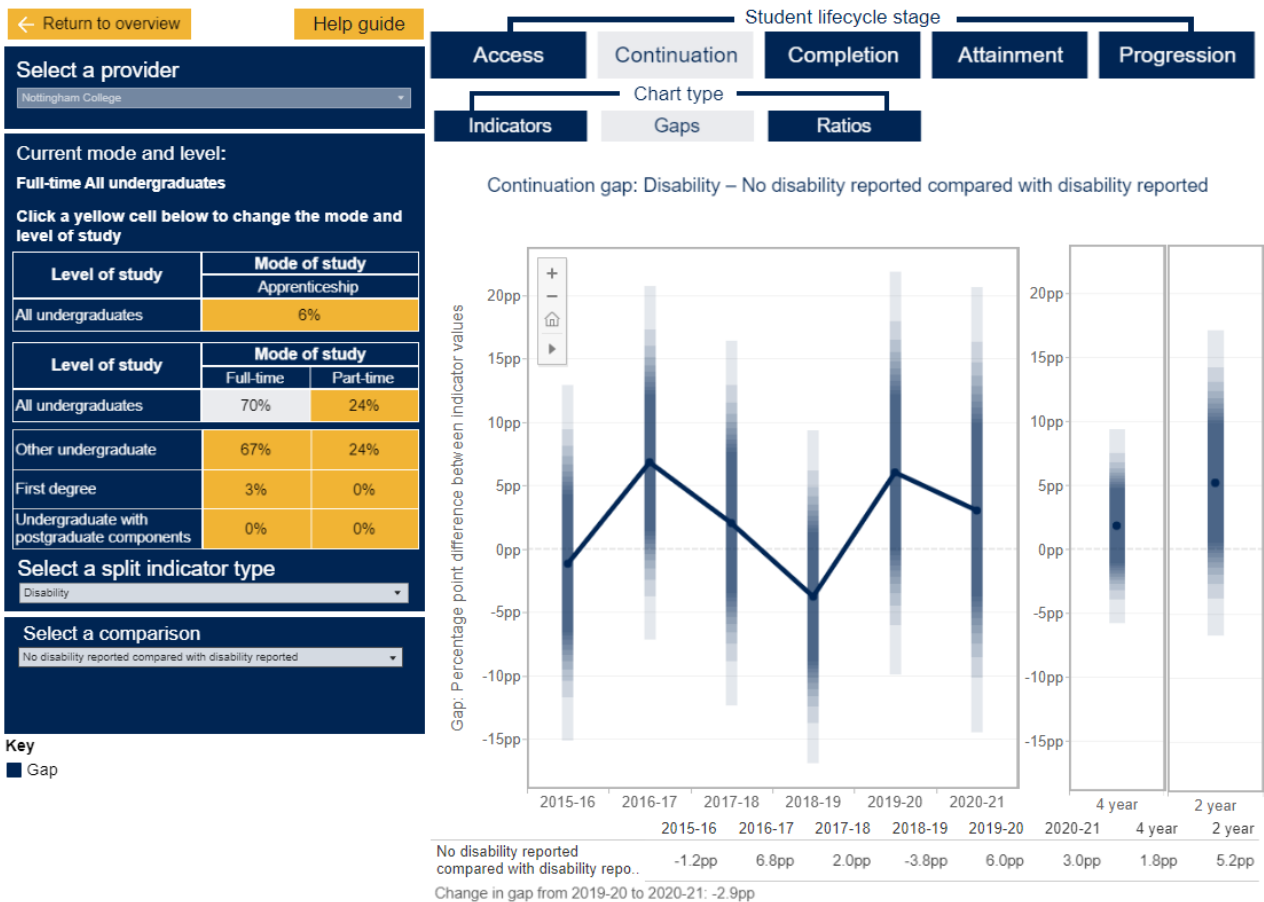 Return to overview
Help guide
Select a provider
Nottingham College
Current mode and level:
Full-time All undergraduates
Click a yellow cell below to change the mode and
level of study
Level of study
Mode of study
Apprenticeship
All undergraduates
6%
Level of study
Mode of study
Full-time Part-time
All undergraduates 70% 24%
Other undergraduate 67% 24%
First degree 3% 0%
Undergraduate with
postgraduate components 0% 0%
Select a split indicator type
Disability
Select a comparison
No disability reported compared with disability reported
Key
Gap
Student lifecycle stage
Access Continuation Completion Attainment Progression
Chart type
Indicators Gaps Ratios
Continuation gap: Disability – No disability reported compared with disability reported
Gap: Percentage point difference between indicator values
20pp
15pp
10pp
5pp
0pp
-5pp
-10pp
-15pp
2015-16 2016-17 2017-18 2018-19 2019-20 2020-21
20pp
15pp
10pp
5pp
0pp
-5pp
-10pp
-15pp
4 year 2 year
2015-16 2016-17 2017-18 2018-19 2019-20 2020-21 4 year 2 year
No disability reported
compared with disability repo.. -1.2pp 6.8pp 2.0pp -3.8pp 6.0pp 3.0pp 1.8pp 5.2pp
Change in gap from 2019-20 to 2020-21: -2.9pp